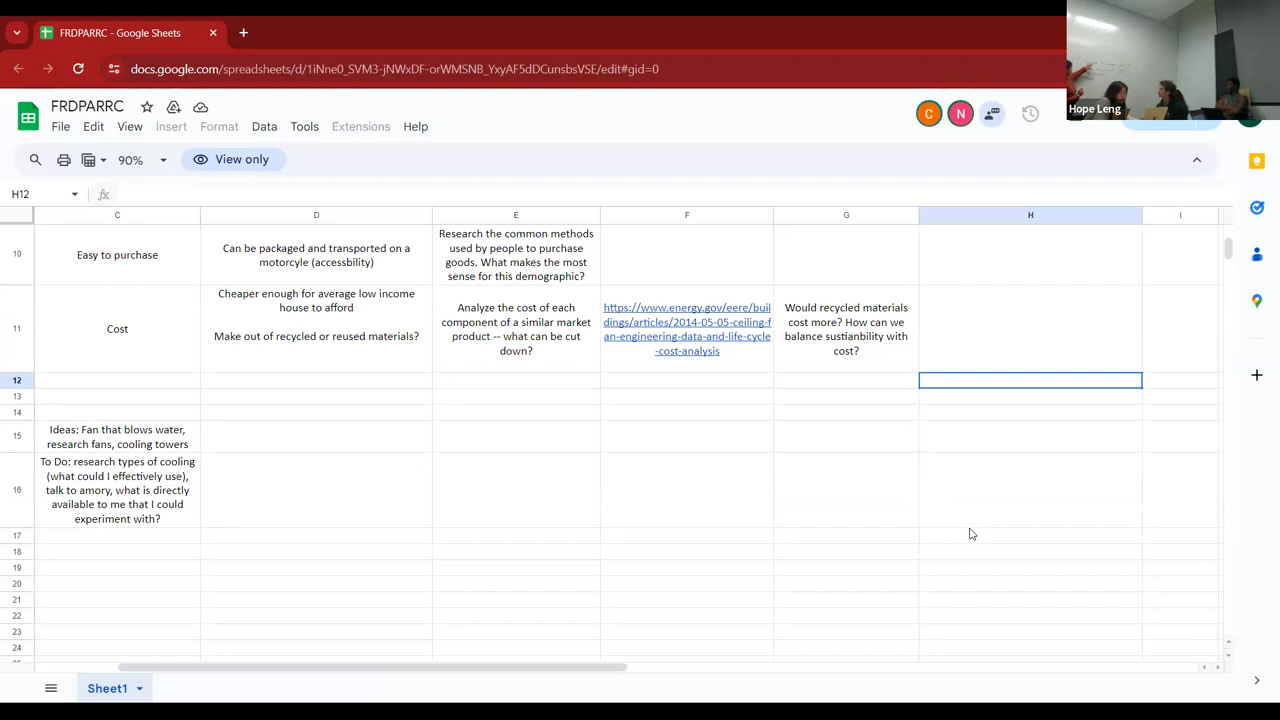 FRDPARRC - Google Sheets
docs.google.com/spreadsheets/d/1iNne0_SVM3-jNWxDF-orWMSNB_YxyAF5dDCunsbsVSE/edit#gid=0
Hope Leng
FRDPARRC
C
N
File Edit View Insert Format Data Tools Extensions Help
90%
View only
H12
fx
C D E F G H I
10
Easy to purchase
Can be packaged and transported on a
motorcyle (accessbility)
Research the common methods
used by people to purchase
goods. What makes the most
sense for this demographic?
11
Cost
Cheaper enough for average low income
house to afford
Make out of recycled or reused materials?
Analyze the cost of each
component of a similar market
product -- what can be cut
down?
https://www.energy.gov/eere/buil
dings/articles/2014-05-05-ceiling-f
an-engineering-data-and-life-cycle
-cost-analysis
Would recycled materials
cost more? How can we
balance sustianbility with
cost?
12
13
14
15
Ideas: Fan that blows water,
research fans, cooling towers
16
To Do: research types of cooling
(what could I effectively use),
talk to amory, what is directly
available to me that I could
experiment with?
17
18
19
20
21
22
23
24
Sheet1